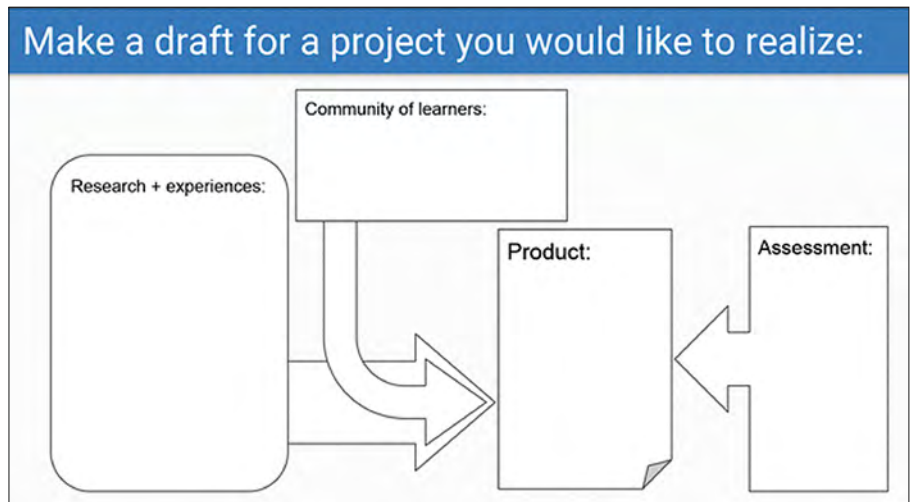 Make a draft for a project you would like to realize:
Community of learners:
Research + experiences:
Product:
Assessment: